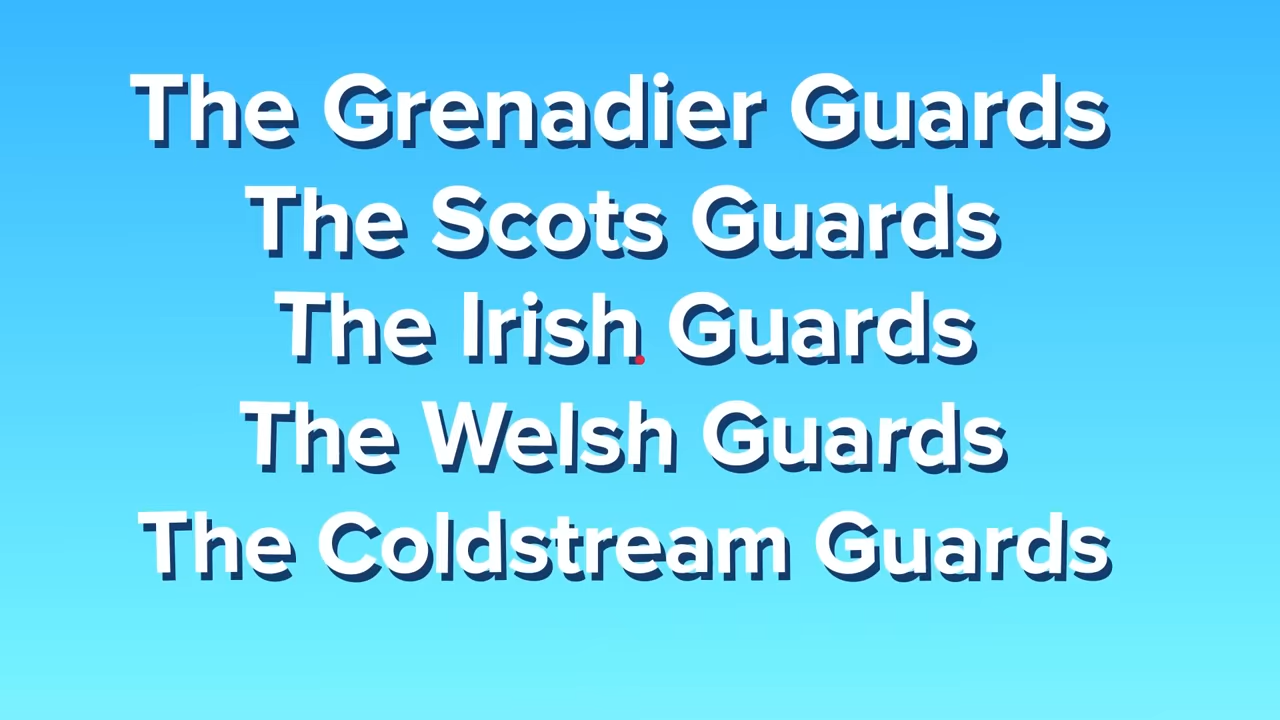 The Grenadier Guards
The Scots Guards
The Irish Guards
The Welsh Guards
The Coldstream Guards